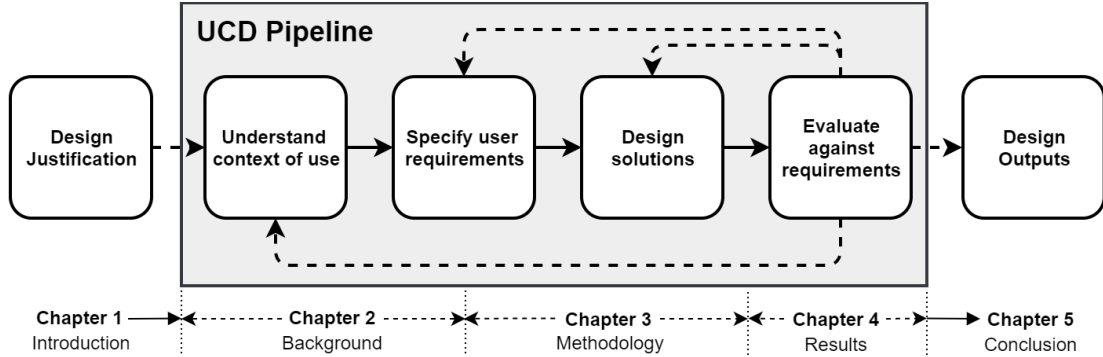 UCD Pipeline
Design
Justification
Understand
context of use
Specify user
requirements
Design
solutions
Evaluate
against
requirements
Design
Outputs
Chapter 1
Introduction
Chapter 2
Background
Chapter 3
Methodology
Chapter 4
Results
Chapter 5
Conclusion